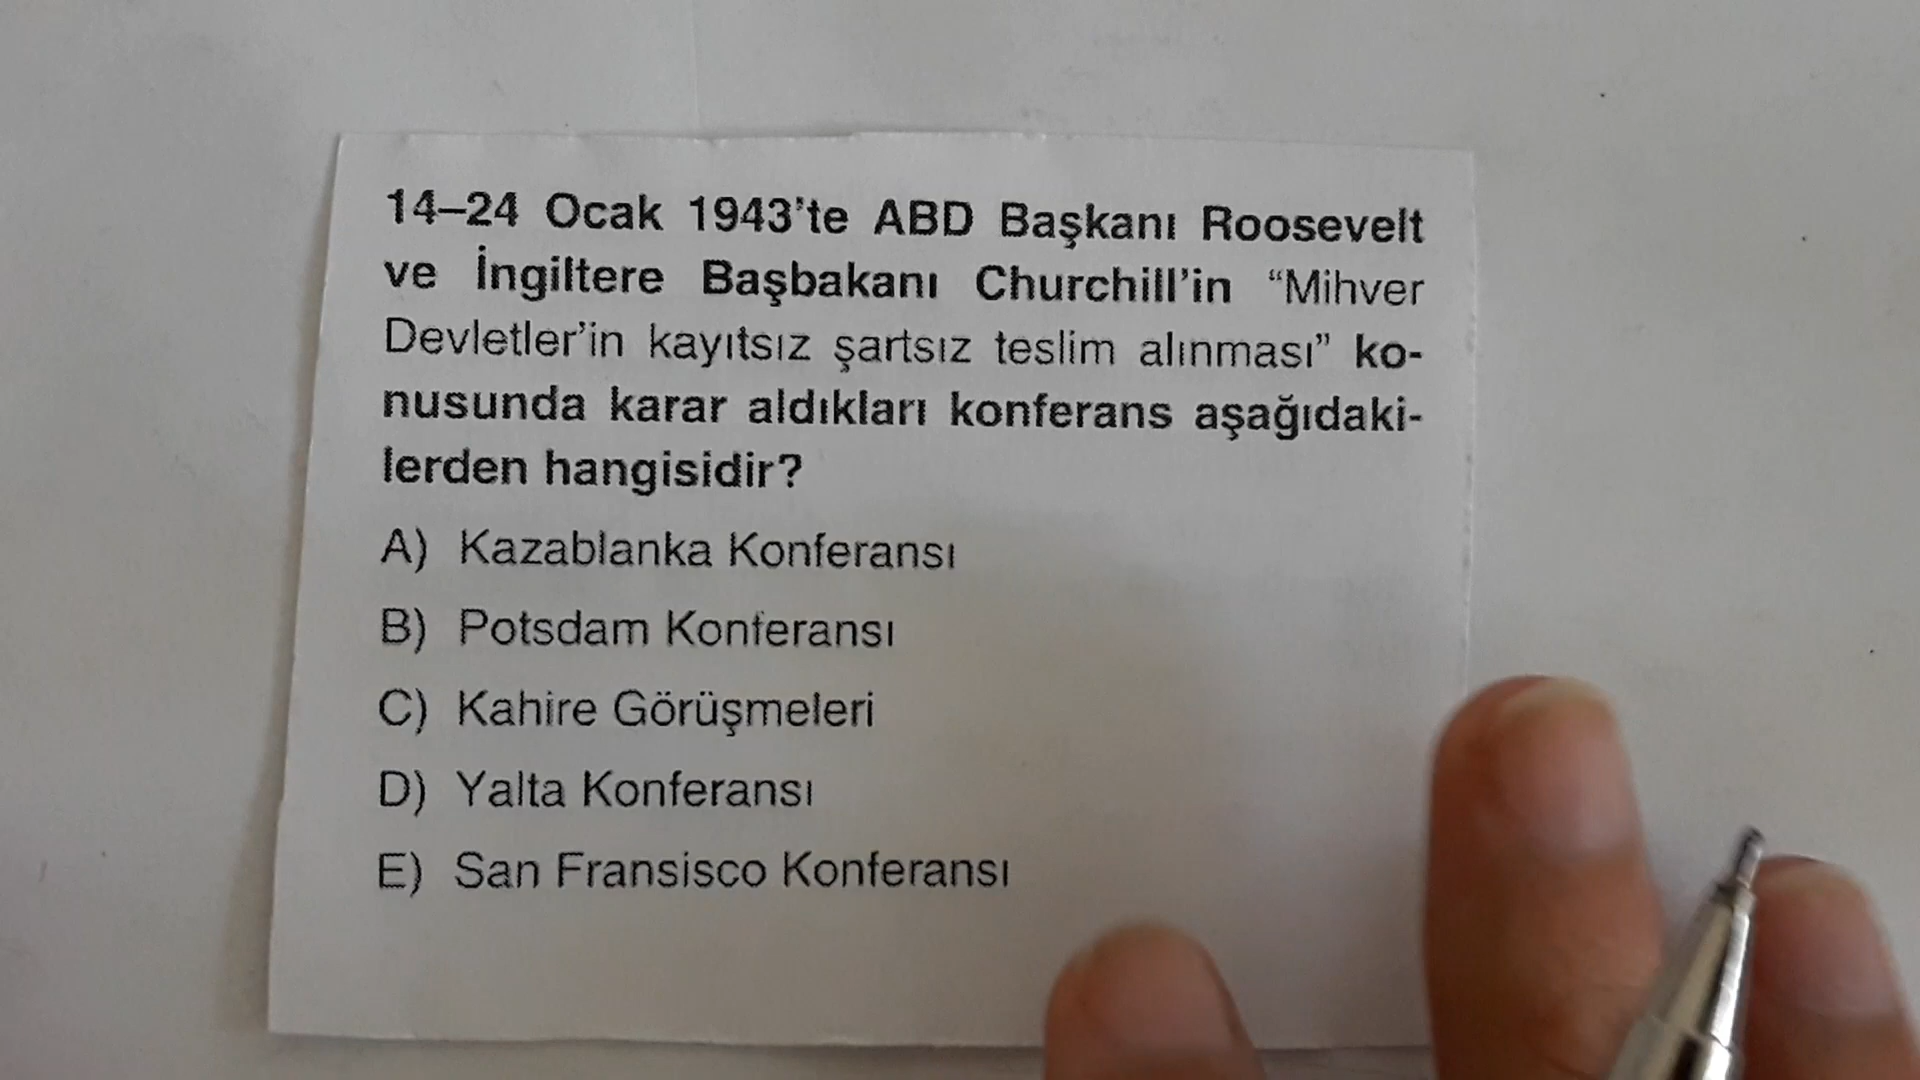 14–24 Ocak 1943'te ABD Başkanı Roosevelt
ve İngiltere Başbakanı Churchill'in “Mihver
Devletler'in kayıtsız şartsız teslim alınması” ko-
nusunda karar aldıkları konferans aşağıdaki-
lerden hangisidir?
A) Kazablanka Konferansı
B) Potsdam Konferansı
C) Kahire Görüşmeleri
D) Yalta Konferansı
E) San Fransisco Konferansı